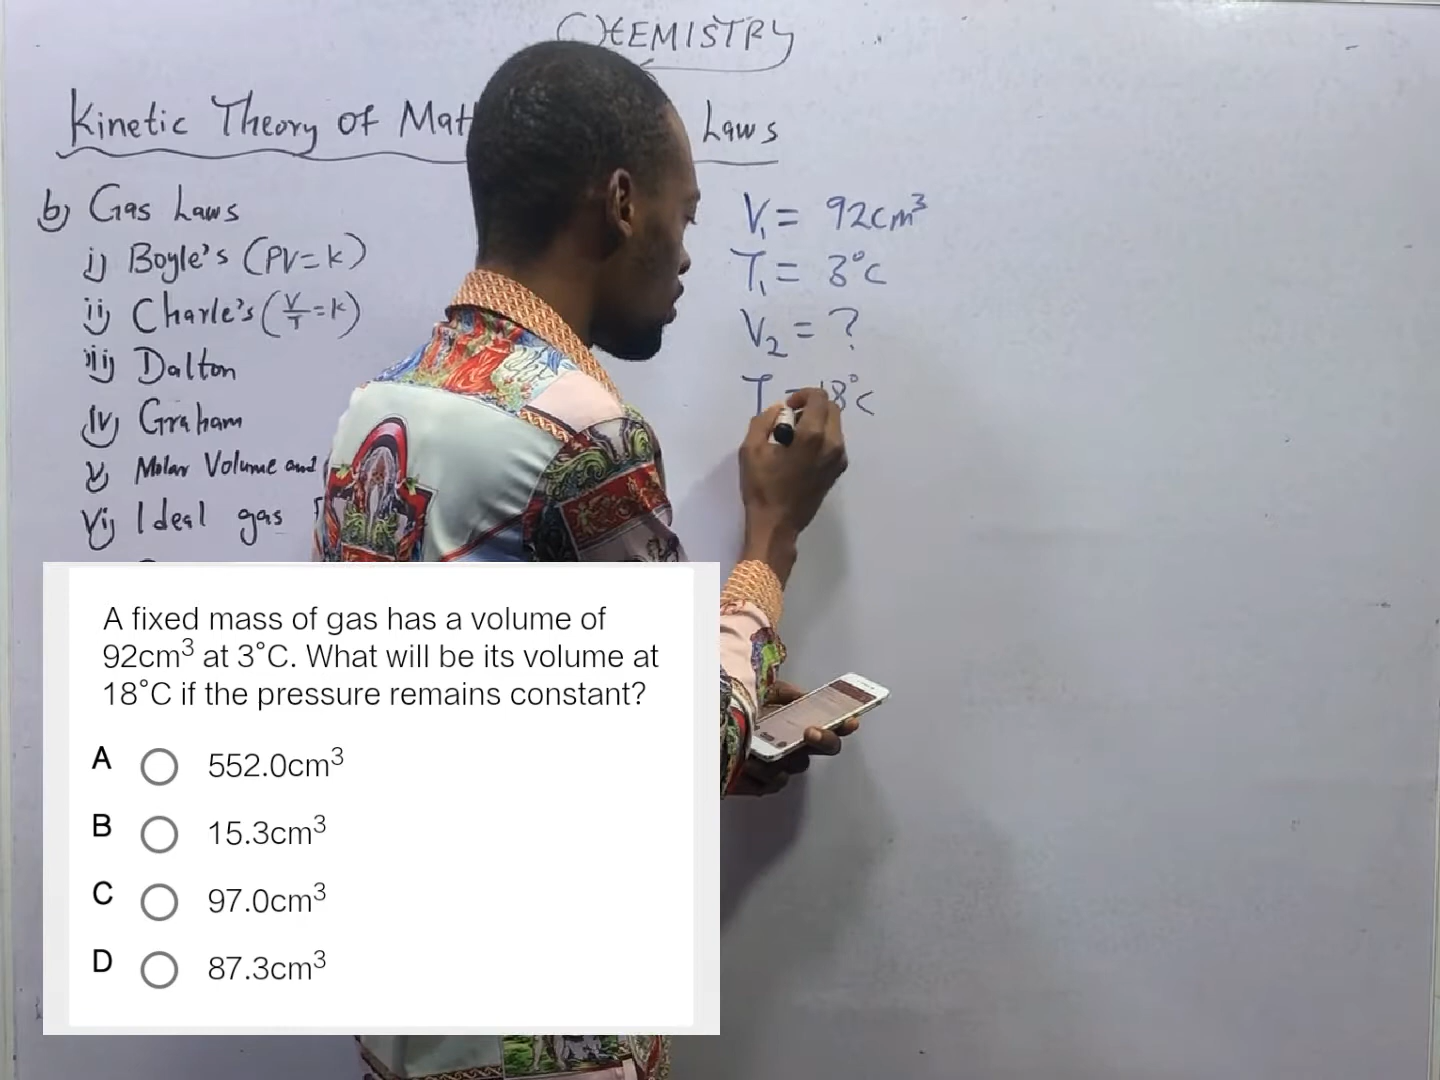 CHEMISTRY
Kinetic Theory of Laws
b) Gas Laws
i) Boyle's (PV=k)
ii) Charle's (V/T=k)
iii) Dalton
iv) Graham
v) Molar Volume and
vi) Ideal gas
V₁ = 92cm³
T₁ = 3°C
V₂ = ?
T = 18°C
A fixed mass of gas has a volume of
92cm³ at 3°C. What will be its volume at
18°C if the pressure remains constant?
A 552.0cm³
B 15.3cm³
C 97.0cm³
D 87.3cm³